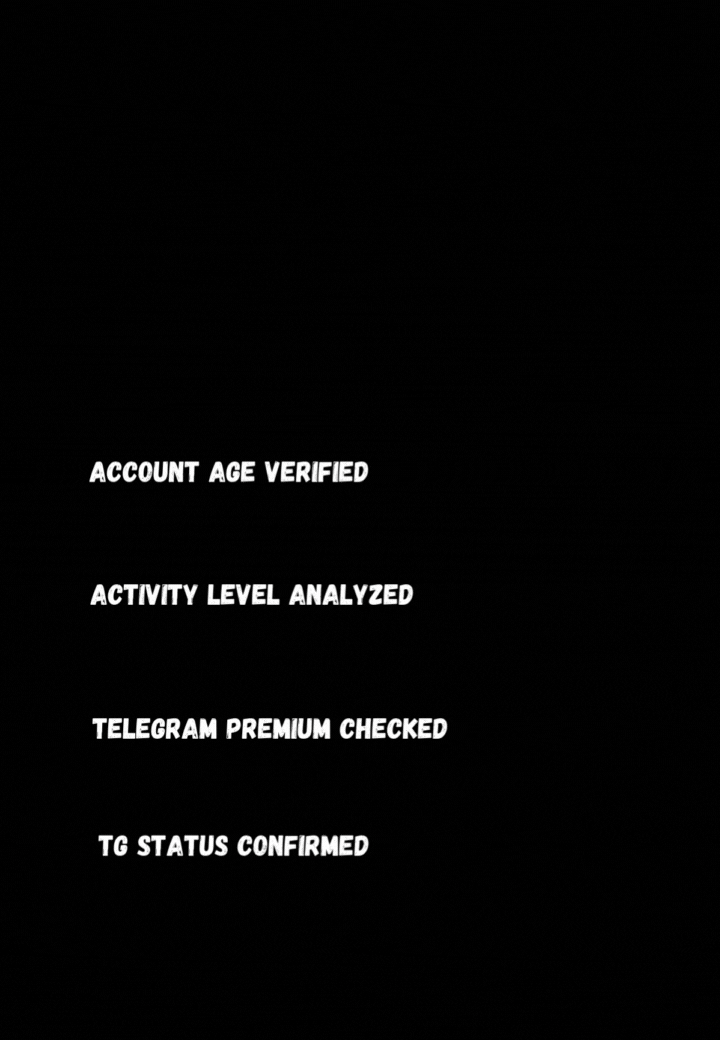 ACCOUNT AGE VERIFIED
ACTIVITY LEVEL ANALYZED
TELEGRAM PREMIUM CHECKED
TG STATUS CONFIRMED